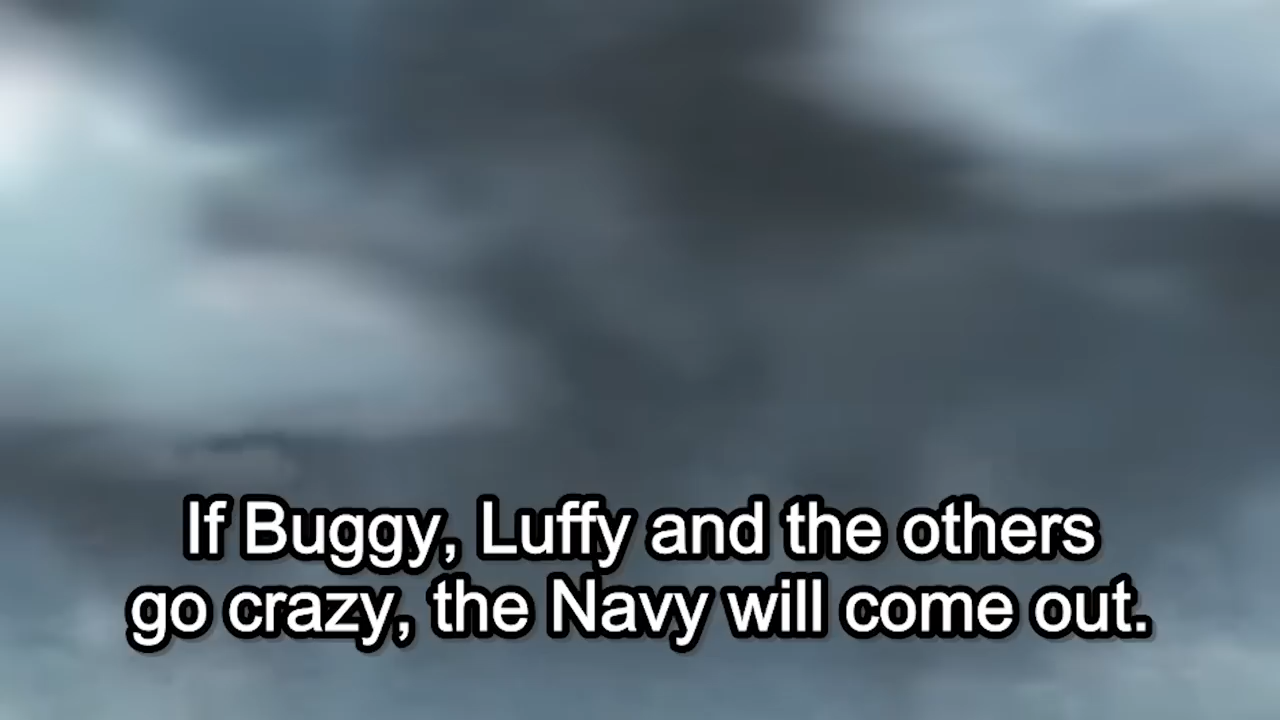 If Buggy, Luffy and the others
go crazy, the Navy will come out.